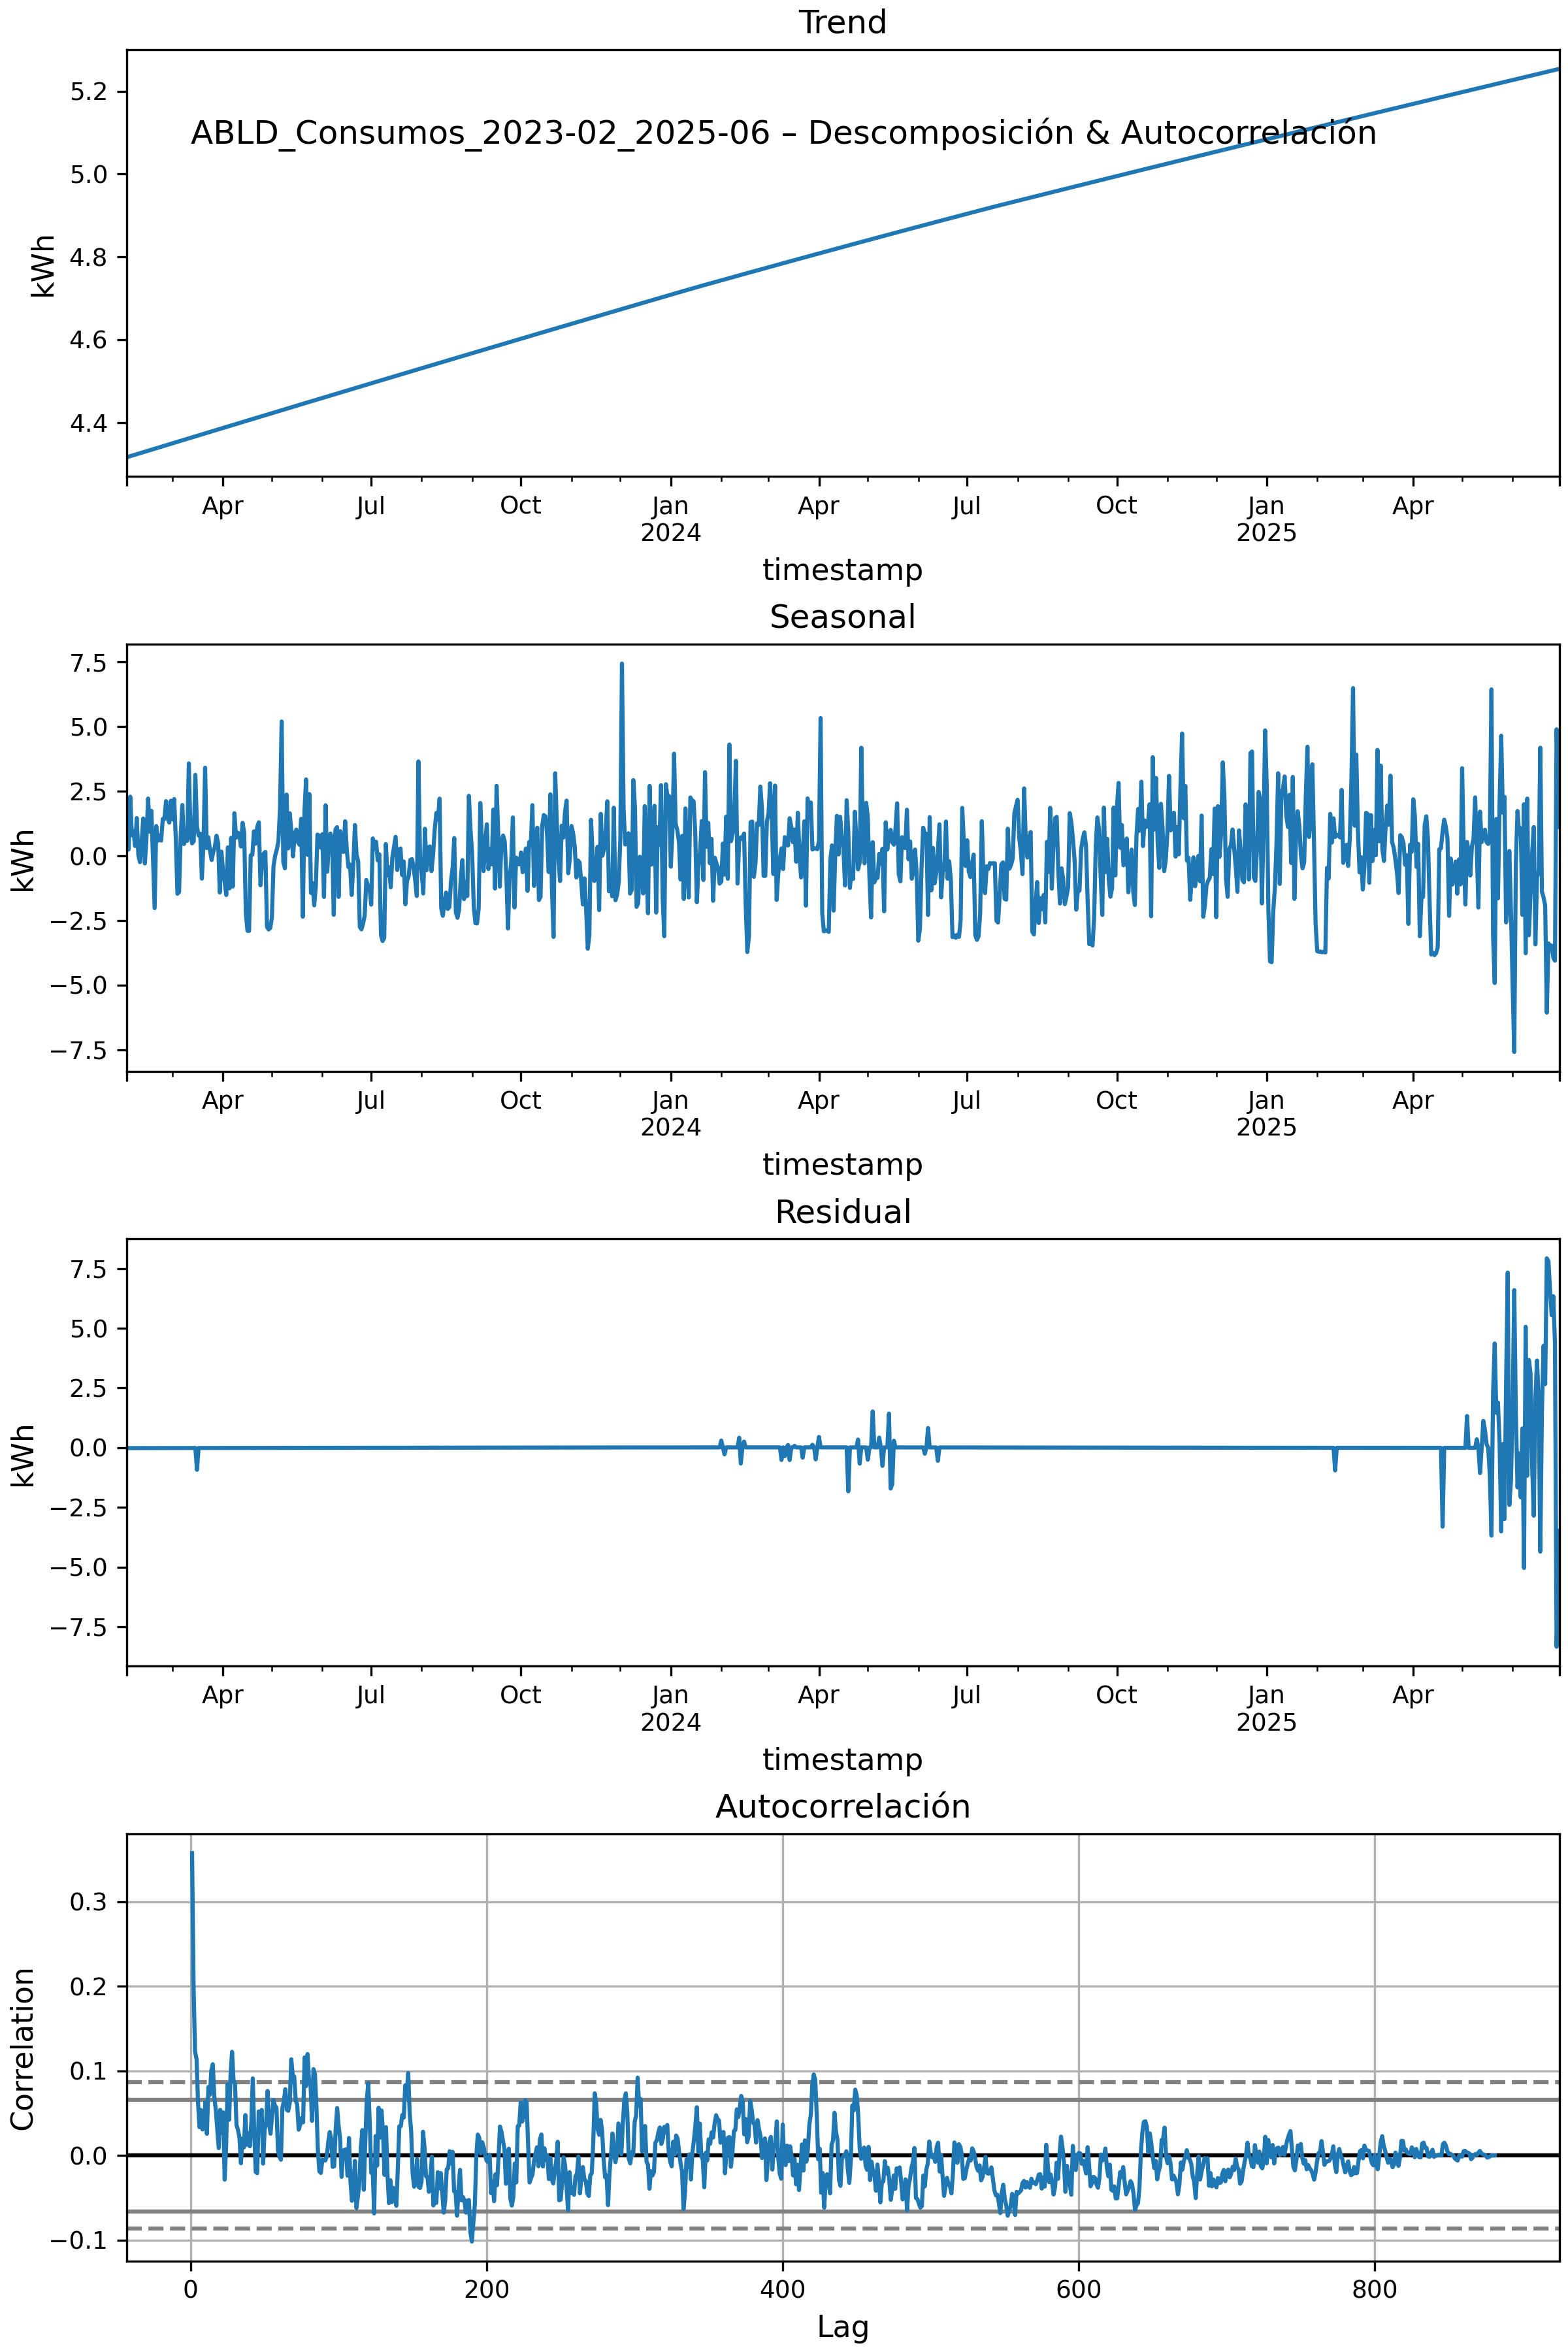 Trend
ABLD_Consumos_2023-02_2025-06 – Descomposición & Autocorrelación
kWh
5.2
5.0
4.8
4.6
4.4
Apr Jul Oct Jan Apr Jul Oct Jan Apr
2024 2025
timestamp
Seasonal
kWh
7.5
5.0
2.5
0.0
−2.5
−5.0
−7.5
Apr Jul Oct Jan Apr Jul Oct Jan Apr
2024 2025
timestamp
Residual
kWh
7.5
5.0
2.5
0.0
−2.5
−5.0
−7.5
Apr Jul Oct Jan Apr Jul Oct Jan Apr
2024 2025
timestamp
Autocorrelación
Correlation
0.3
0.2
0.1
0.0
−0.1
0 200 400 600 800
Lag